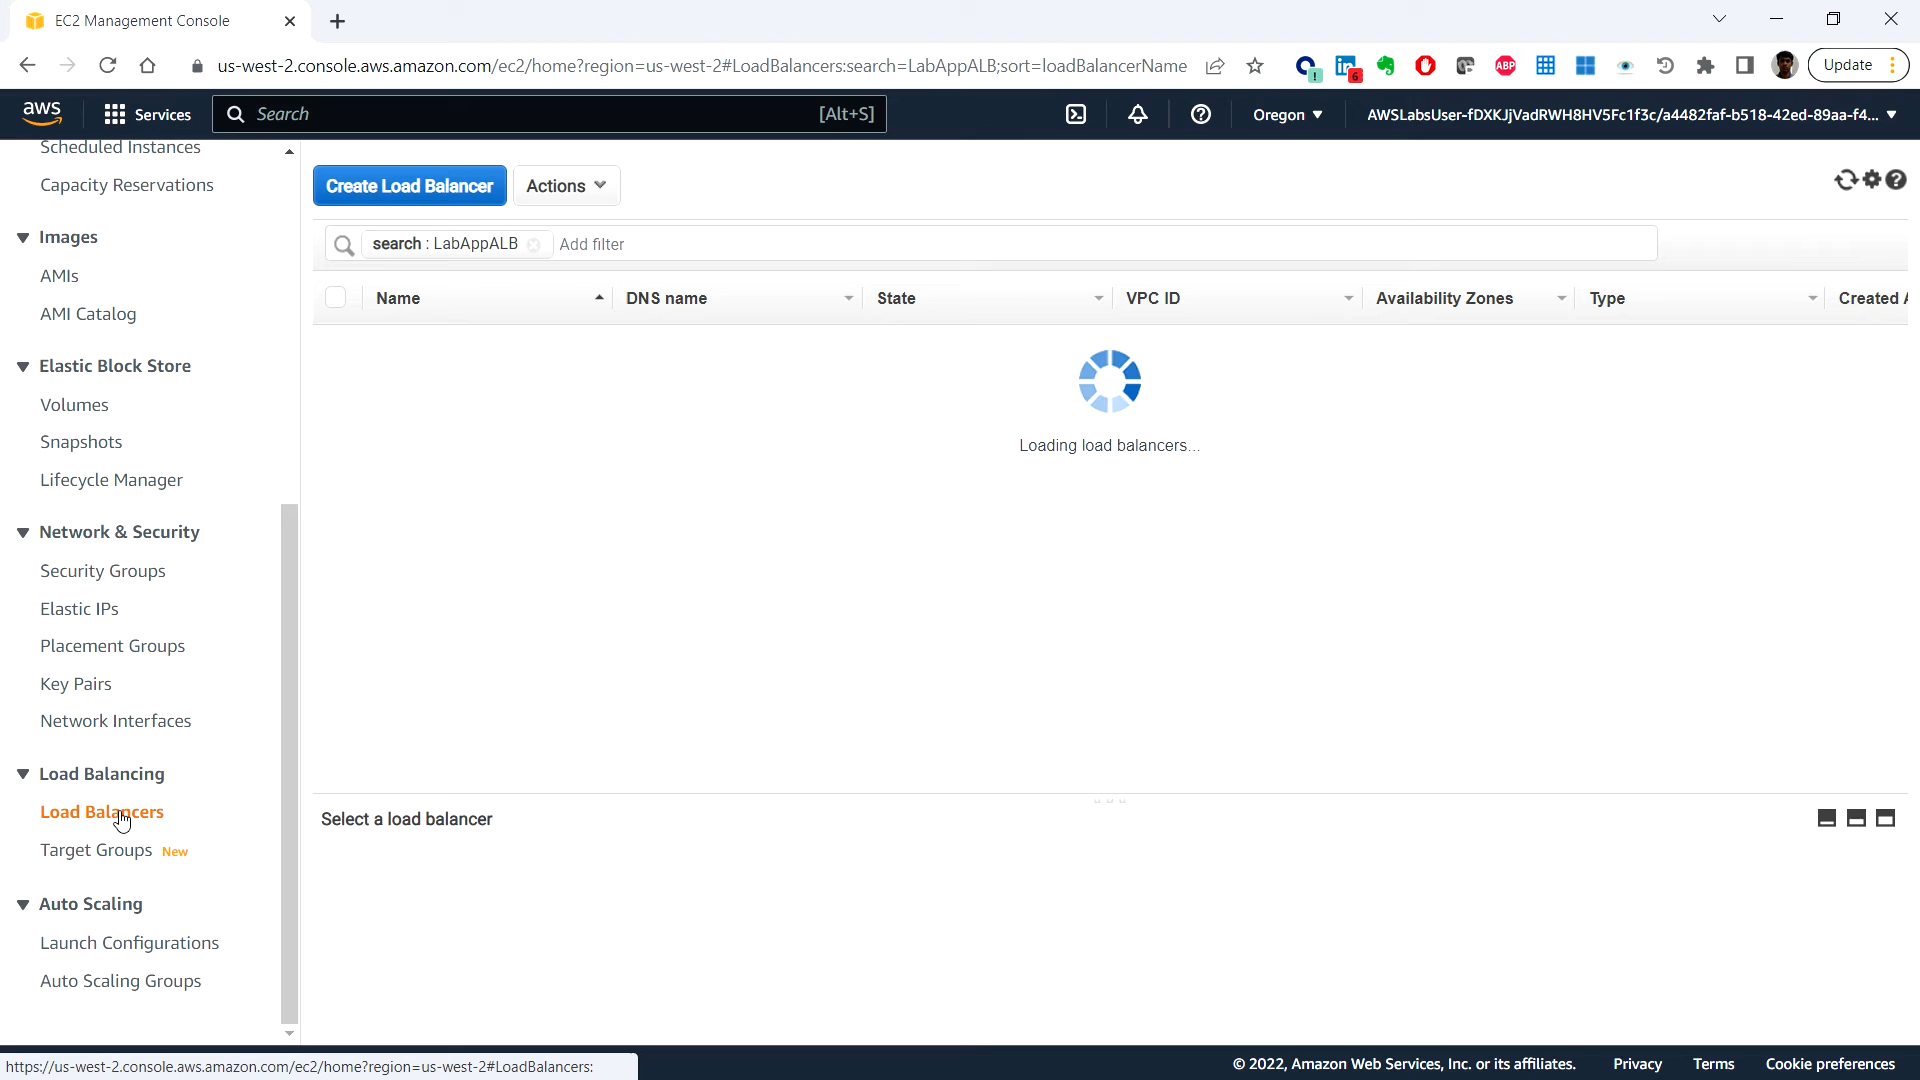 EC2 Management Console
us-west-2.console.aws.amazon.com/ec2/home?region=us-west-2#LoadBalancers:search=LabAppALB;sort=loadBalancerName
6
ABP
Update
aws
Services
Search
[Alt+S]
Oregon
AWSLabsUser-fDXKJjVadRWH8HV5Fc1f3c/a4482faf-b518-42ed-89aa-f4...
Scheduled Instances
Capacity Reservations
Images
AMIs
AMI Catalog
Elastic Block Store
Volumes
Snapshots
Lifecycle Manager
Network & Security
Security Groups
Elastic IPs
Placement Groups
Key Pairs
Network Interfaces
Load Balancing
Load Balancers
Target Groups New
Auto Scaling
Launch Configurations
Auto Scaling Groups
Create Load Balancer
Actions
search : LabAppALB
Add filter
Name DNS name State VPC ID Availability Zones Type Created A
Loading load balancers...
Select a load balancer
https://us-west-2.console.aws.amazon.com/ec2/home?region=us-west-2#LoadBalancers:
© 2022, Amazon Web Services, Inc. or its affiliates. Privacy Terms Cookie preferences